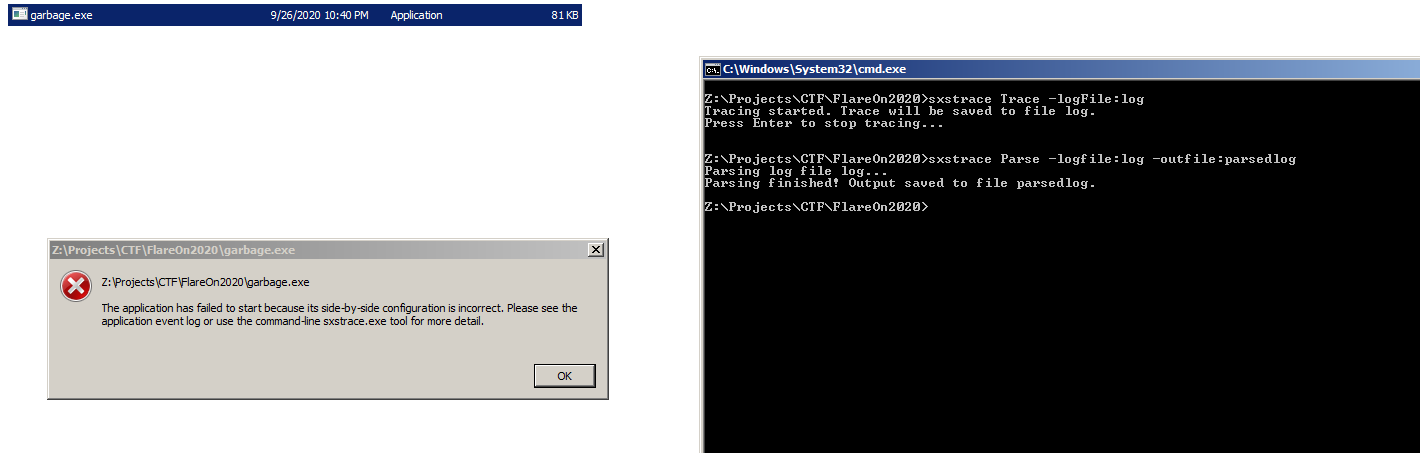 garbage.exe 9/26/2020 10:40 PM Application 81 KB
C:\Windows\System32\cmd.exe
Z:\Projects\CTF\FlareOn2020>sxstrace Trace -logFile:log
Tracing started. Trace will be saved to file log.
Press Enter to stop tracing...
Z:\Projects\CTF\FlareOn2020>sxstrace Parse -logfile:log -outfile:parsedlog
Parsing log file log...
Parsing finished! Output saved to file parsedlog.
Z:\Projects\CTF\FlareOn2020>
Z:\Projects\CTF\FlareOn2020\garbage.exe
Z:\Projects\CTF\FlareOn2020\garbage.exe
The application has failed to start because its side-by-side configuration is incorrect. Please see the
application event log or use the command-line sxstrace.exe tool for more detail.
OK